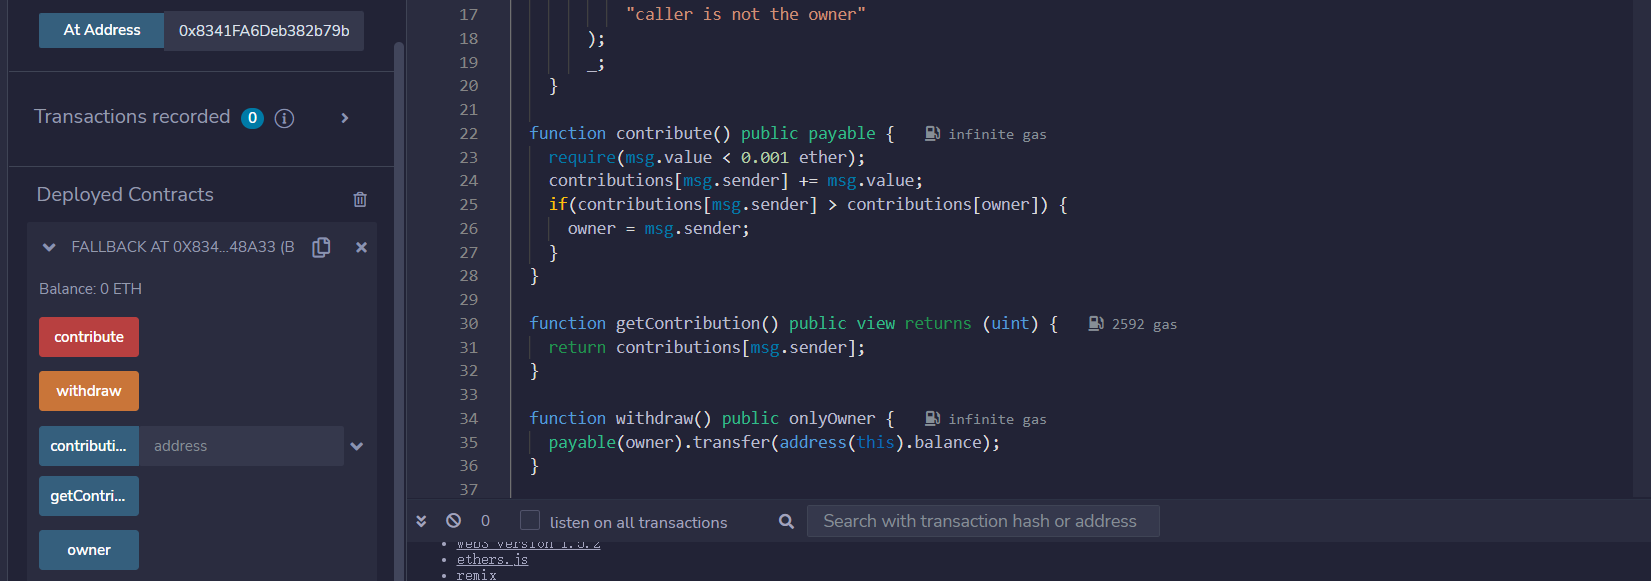 At Address 0x8341FA6Deb382b79b
Transactions recorded 0 i
Deployed Contracts
FALLBACK AT 0X834...48A33 (B
Balance: 0 ETH
contribute
withdraw
contributi... address
getContri...
owner
17 "caller is not the owner"
18 );
19 _;
20 }
21
22 function contribute() public payable { infinite gas
23 require(msg.value < 0.001 ether);
24 contributions[msg.sender] += msg.value;
25 if(contributions[msg.sender] > contributions[owner]) {
26 owner = msg.sender;
27 }
28 }
29
30 function getContribution() public view returns (uint) { 2592 gas
31 return contributions[msg.sender];
32 }
33
34 function withdraw() public onlyOwner { infinite gas
35 payable(owner).transfer(address(this).balance);
36 }
37
0 listen on all transactions Search with transaction hash or address
web3 version 1.5.2
ethers.js
remix